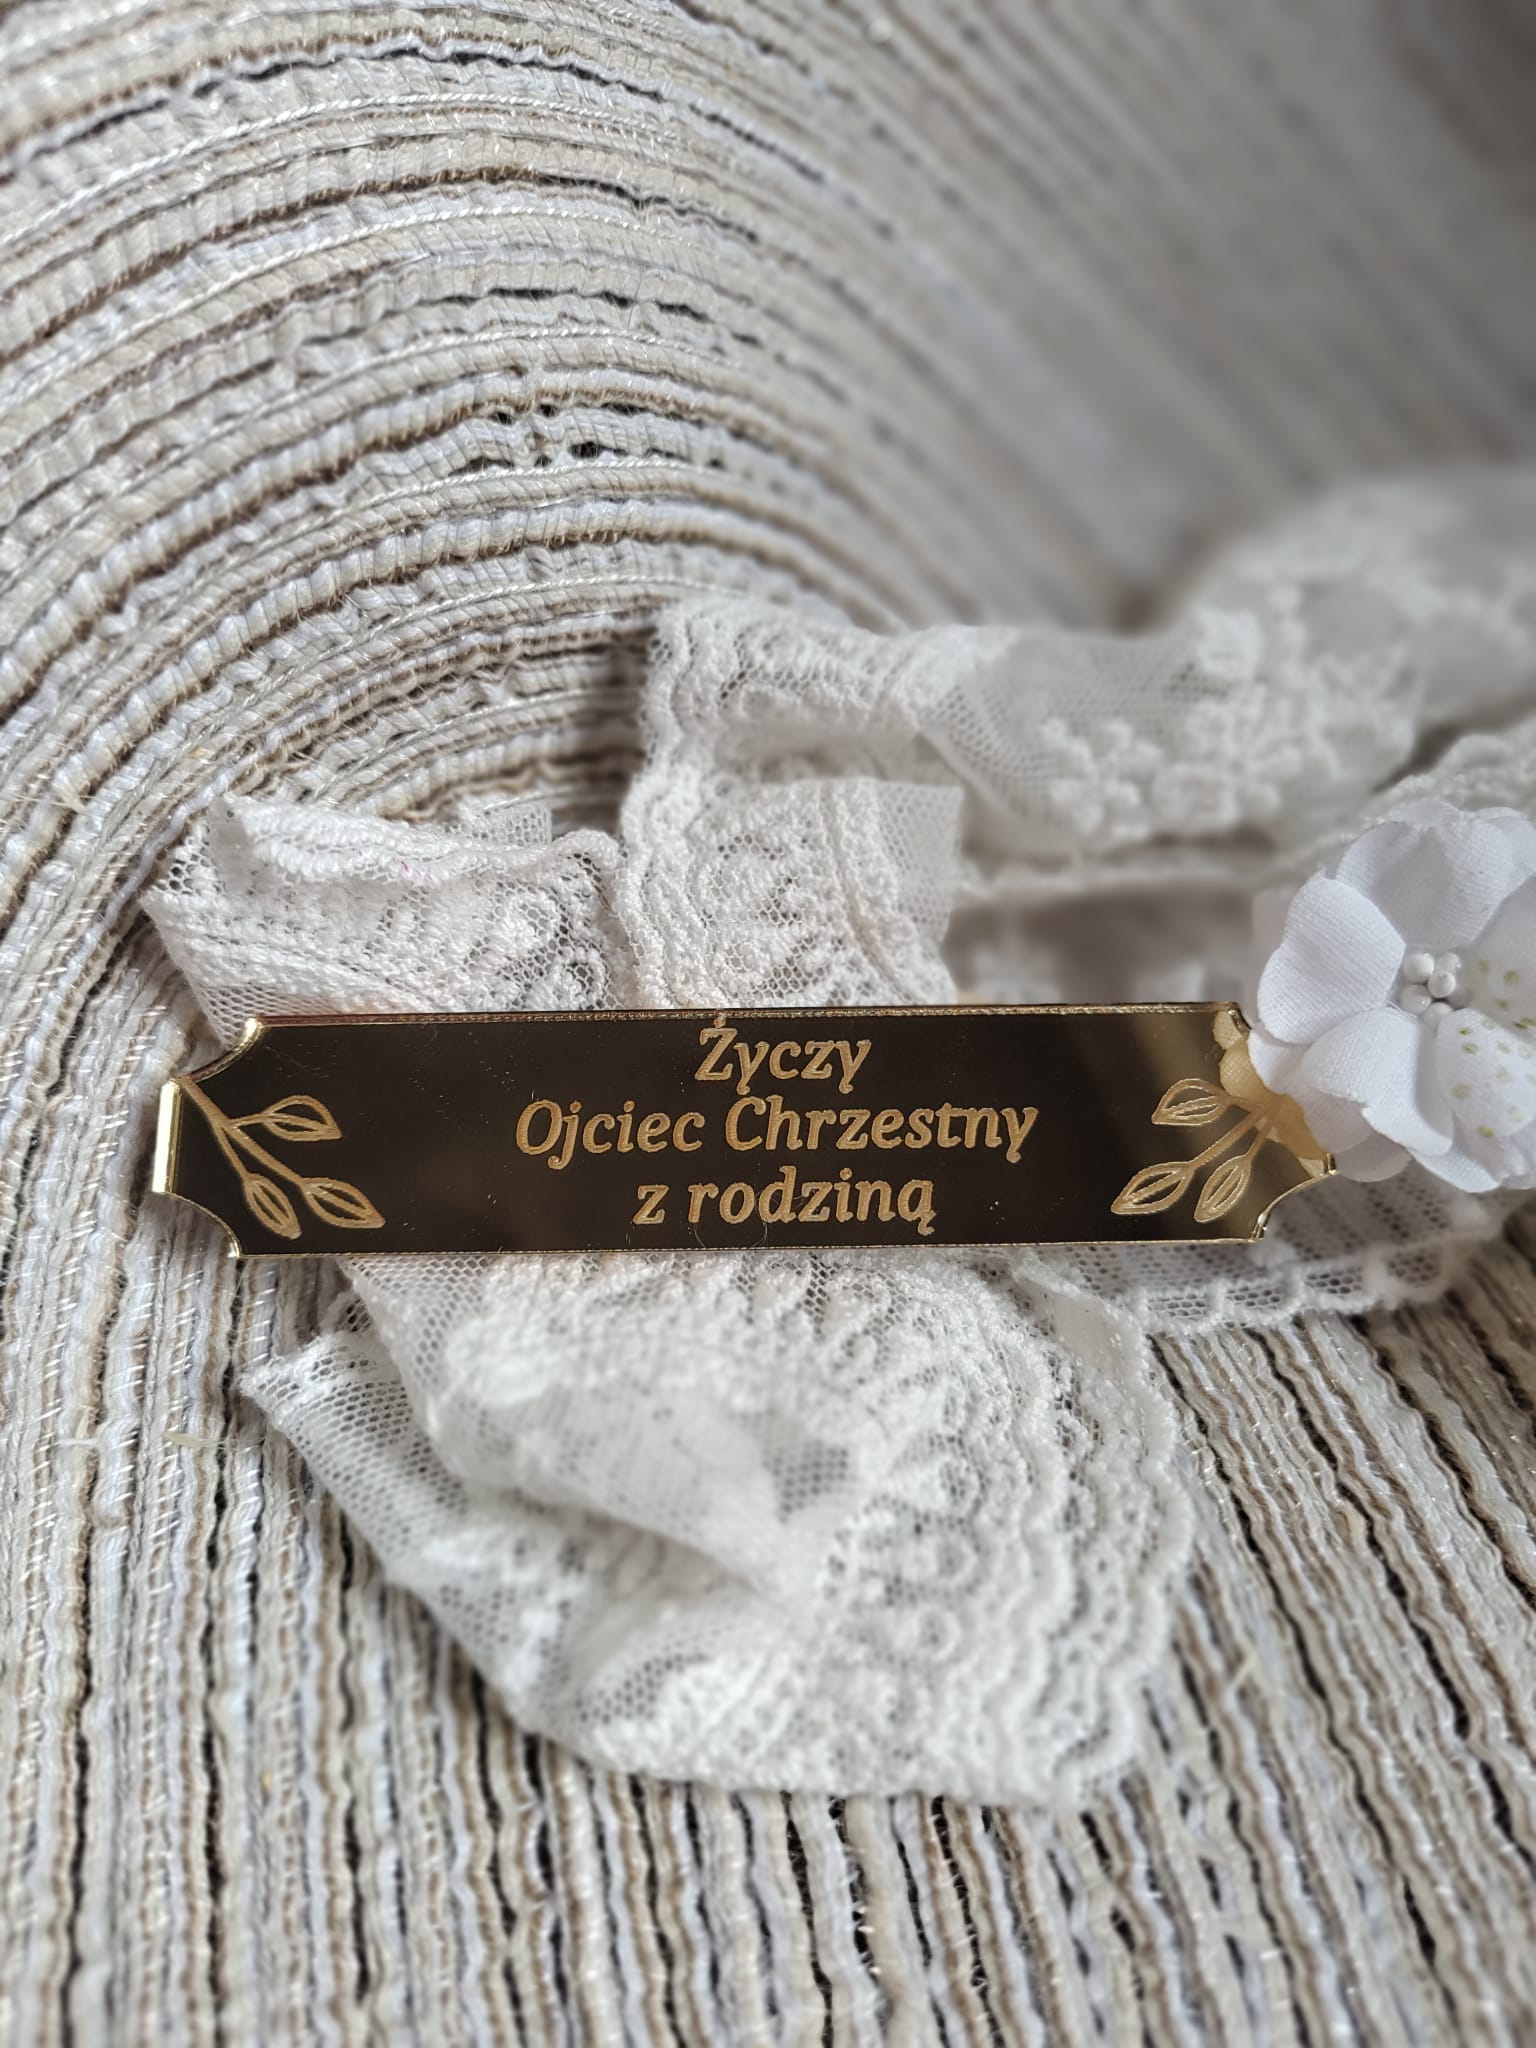 Życzy
Ojciec Chrzestny
z rodziną